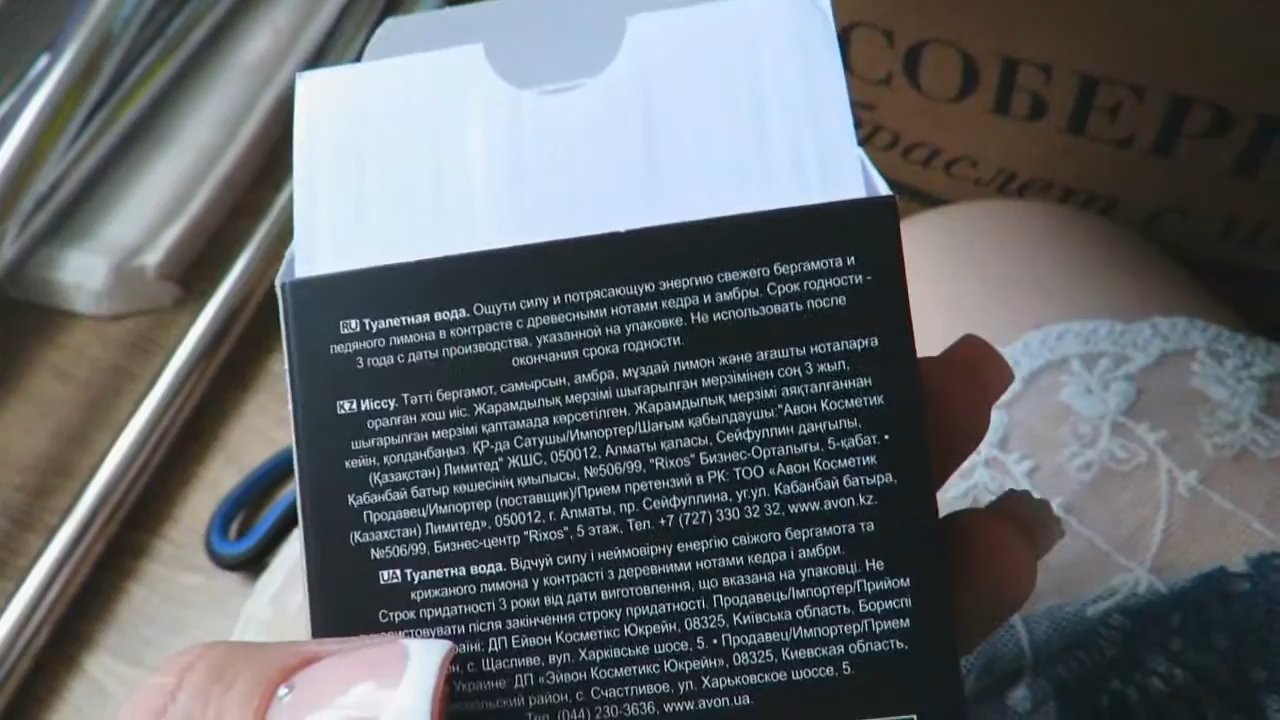 СОБЕР
браслет с
RU Туалетная вода. Ощути силу и потрясающую энергию свежего бергамота и
ледяного лимона в контрасте с древесными нотами кедра и амбры. Срок годности -
3 года с даты производства, указанной на упаковке. Не использовать после
окончания срока годности.
KZ Иіссу. Тәтті бергамот, самырсын, амбра, мұздай лимон және ағашты ноталарға
оралған хош иіс. Жарамдылық мерзімі шығарылған мерзімінен соң 3 жыл,
шығарылған мерзімі қаптамада көрсетілген. Жарамдылық мерзімі аяқталғаннан
кейін, қолданбаңыз. ҚР-да Сатушы/Импортер/Шағым қабылдаушы:"Авон Косметик
(Қазақстан) Лимитед" ЖШС, 050012, Алматы қаласы, Сейфуллин даңғылы,
Қабанбай батыр көшесінің қиылысы, №506/99, "Rixos" Бизнес-Орталығы, 5-қабат. •
Продавец/Импортер (поставщик)/Прием претензий в РК: ТОО «Авон Косметик
(Казахстан) Лимитед», 050012, г. Алматы, пр. Сейфуллина, уг.ул. Кабанбай батыра,
№506/99, Бизнес-центр "Rixos", 5 этаж, Тел. +7 (727) 330 32 32, www.avon.kz.
UA Туалетна вода. Відчуй силу і неймовірну енергію свіжого бергамота та
крижаного лимона у контрасті з деревними нотами кедра і амбри.
Строк придатності 3 роки від дати виготовлення, що вказана на упаковці. Не
ристовувати після закінчення строку придатності. Продавець/Імпортер/Прийом
раїні: ДП Ейвон Косметікс Юкрейн, 08325, Київська область, Бориспі
н, с. Щасливе, вул. Харківське шосе, 5. • Продавец/Импортер/Прием
Украине: ДП «Эйвон Косметикс Юкрейн», 08325, Киевская область,
польский район, с. Счастливое, ул. Харьковское шоссе, 5.
Тел. (044) 230-3636, www.avon.ua.